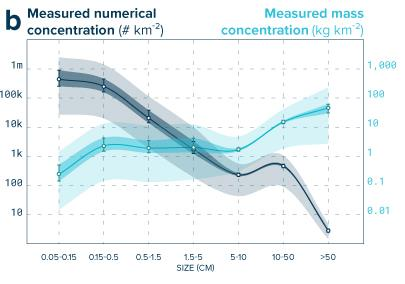 b
Measured numerical
concentration (# km⁻²)
Measured mass
concentration (kg km⁻²)
1m
100k
10k
1k
100
10
1,000
100
10
1
0.1
0.01
0.05-0.15 0.15-0.5 0.5-1.5 1.5-5 5-10 10-50 >50
SIZE (CM)